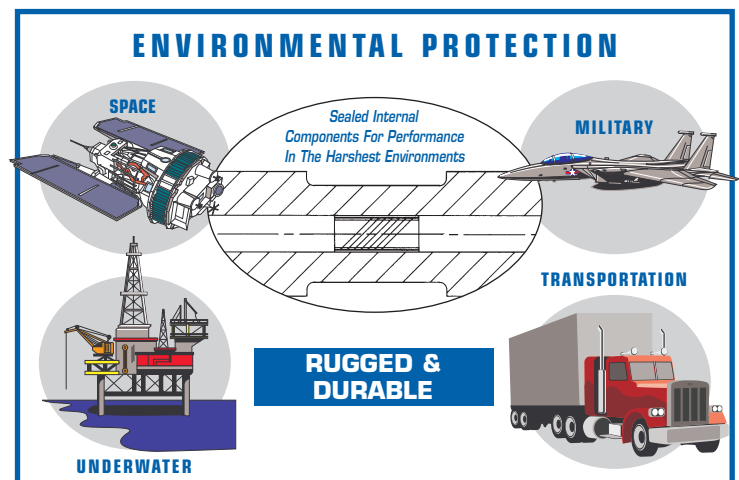 ENVIRONMENTAL PROTECTION
SPACE
Sealed Internal
Components For Performance
In The Harshest Environments
MILITARY
TRANSPORTATION
RUGGED &
DURABLE
UNDERWATER